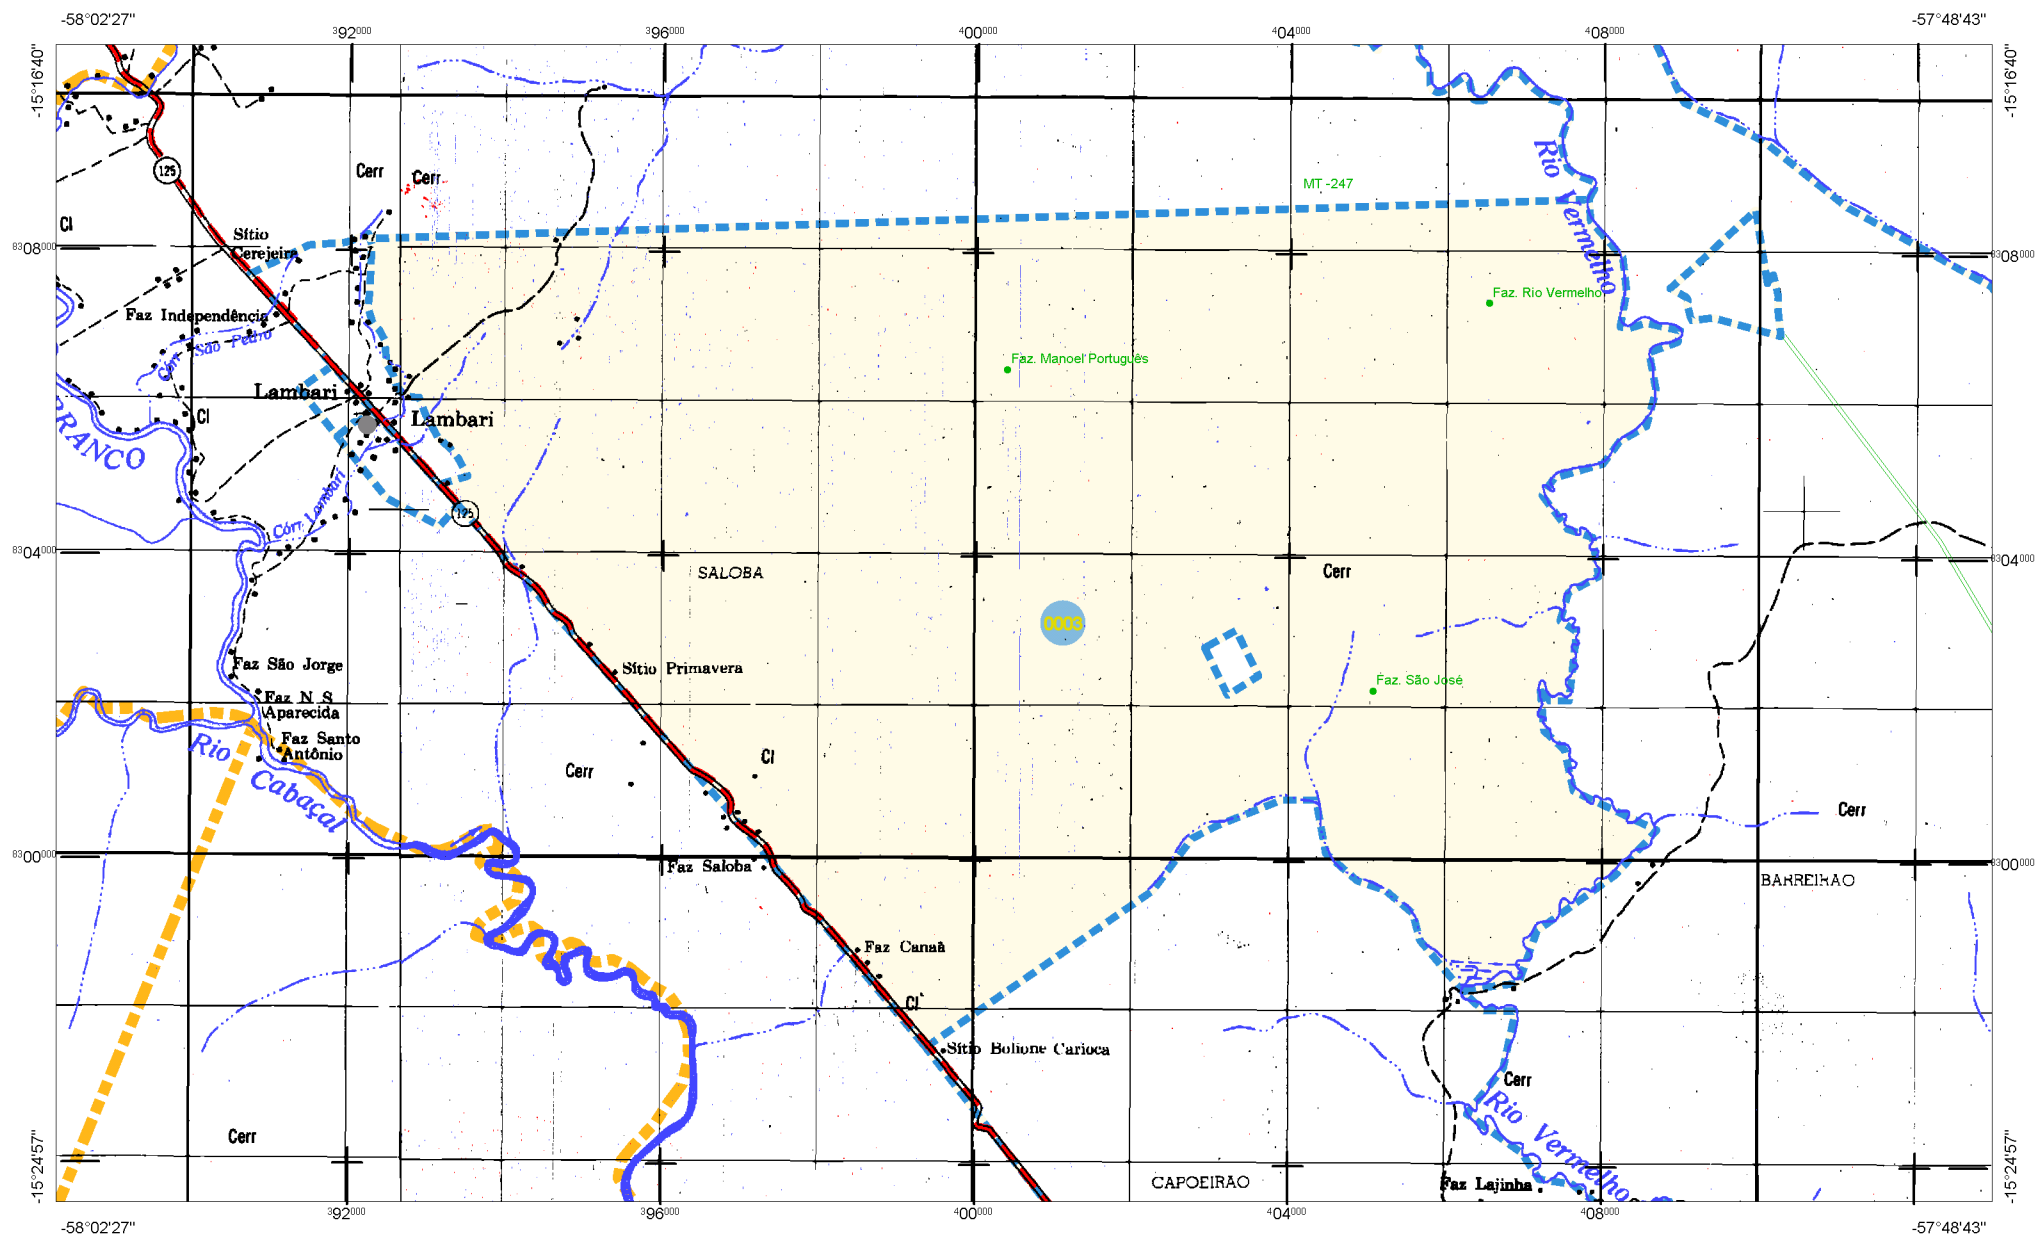 -58°02'27"
-57°48'43"
392000
396000
400000
404000
408000
-15°16'40"
-15°16'40"
125
Cerr
Cerr
Rio Vermelho
MT -247
Cl
Sítio
Cerejeira
8308000
8308000
Faz. Rio Vermelho
Faz Independência
Córr São Pedro
Faz. Manoel Português
Lambari
Lambari
Cl
BRANCO
Córr Lambari
125
8304000
8304000
SALOBA
Cerr
0003
Faz São Jorge
Sítio Primavera
Faz. São José
Faz N S
Aparecida
Faz Santo
Antônio
Rio Cabaçal
Cl
Cerr
Cerr
8300000
8300000
Faz Saloba
BARREIRAO
Faz Canaã
Cl
Sítio Bolione Carioca
Cerr
Rio Vermelho
Cerr
CAPOEIRAO
Faz Lajinha
-15°24'57"
-15°24'57"
392000
396000
400000
404000
408000
-58°02'27"
-57°48'43"